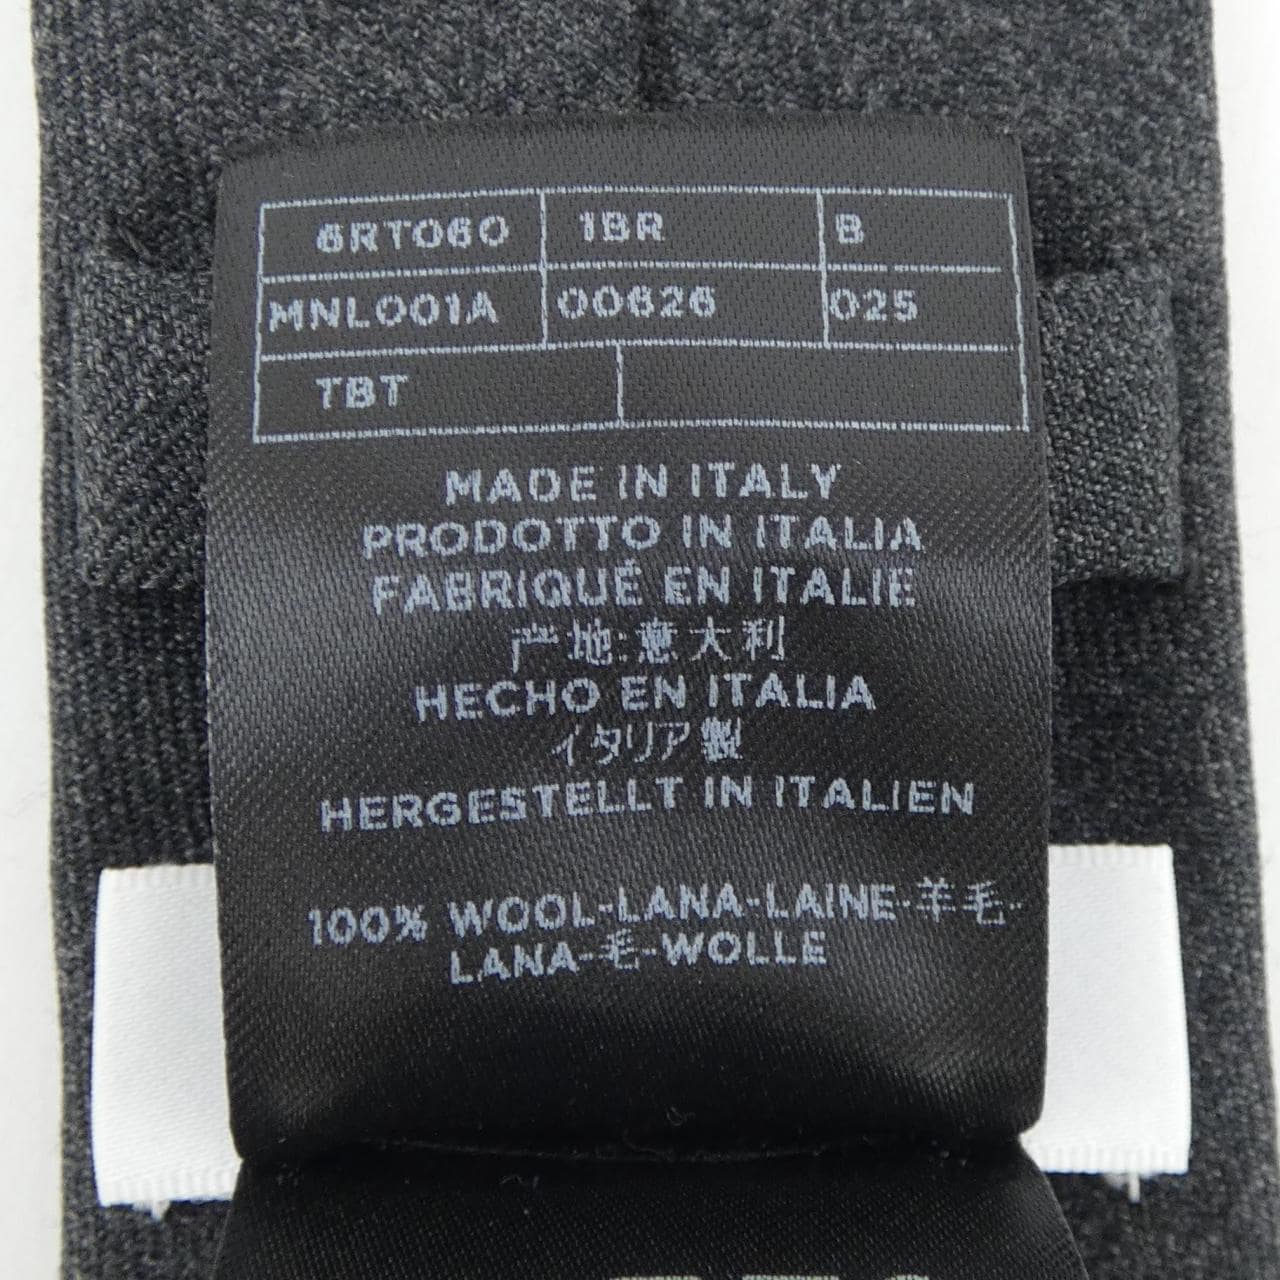 6RT060 1BR B
MNL001A 00626 025
TBT
MADE IN ITALY
PRODOTTO IN ITALIA
FABRIQUÉ EN ITALIE
产地:意大利
HECHO EN ITALIA
イタリア製
HERGESTELLT IN ITALIEN
100% WOOL-LANA-LAINE-羊毛-
LANA-毛-WOLLE